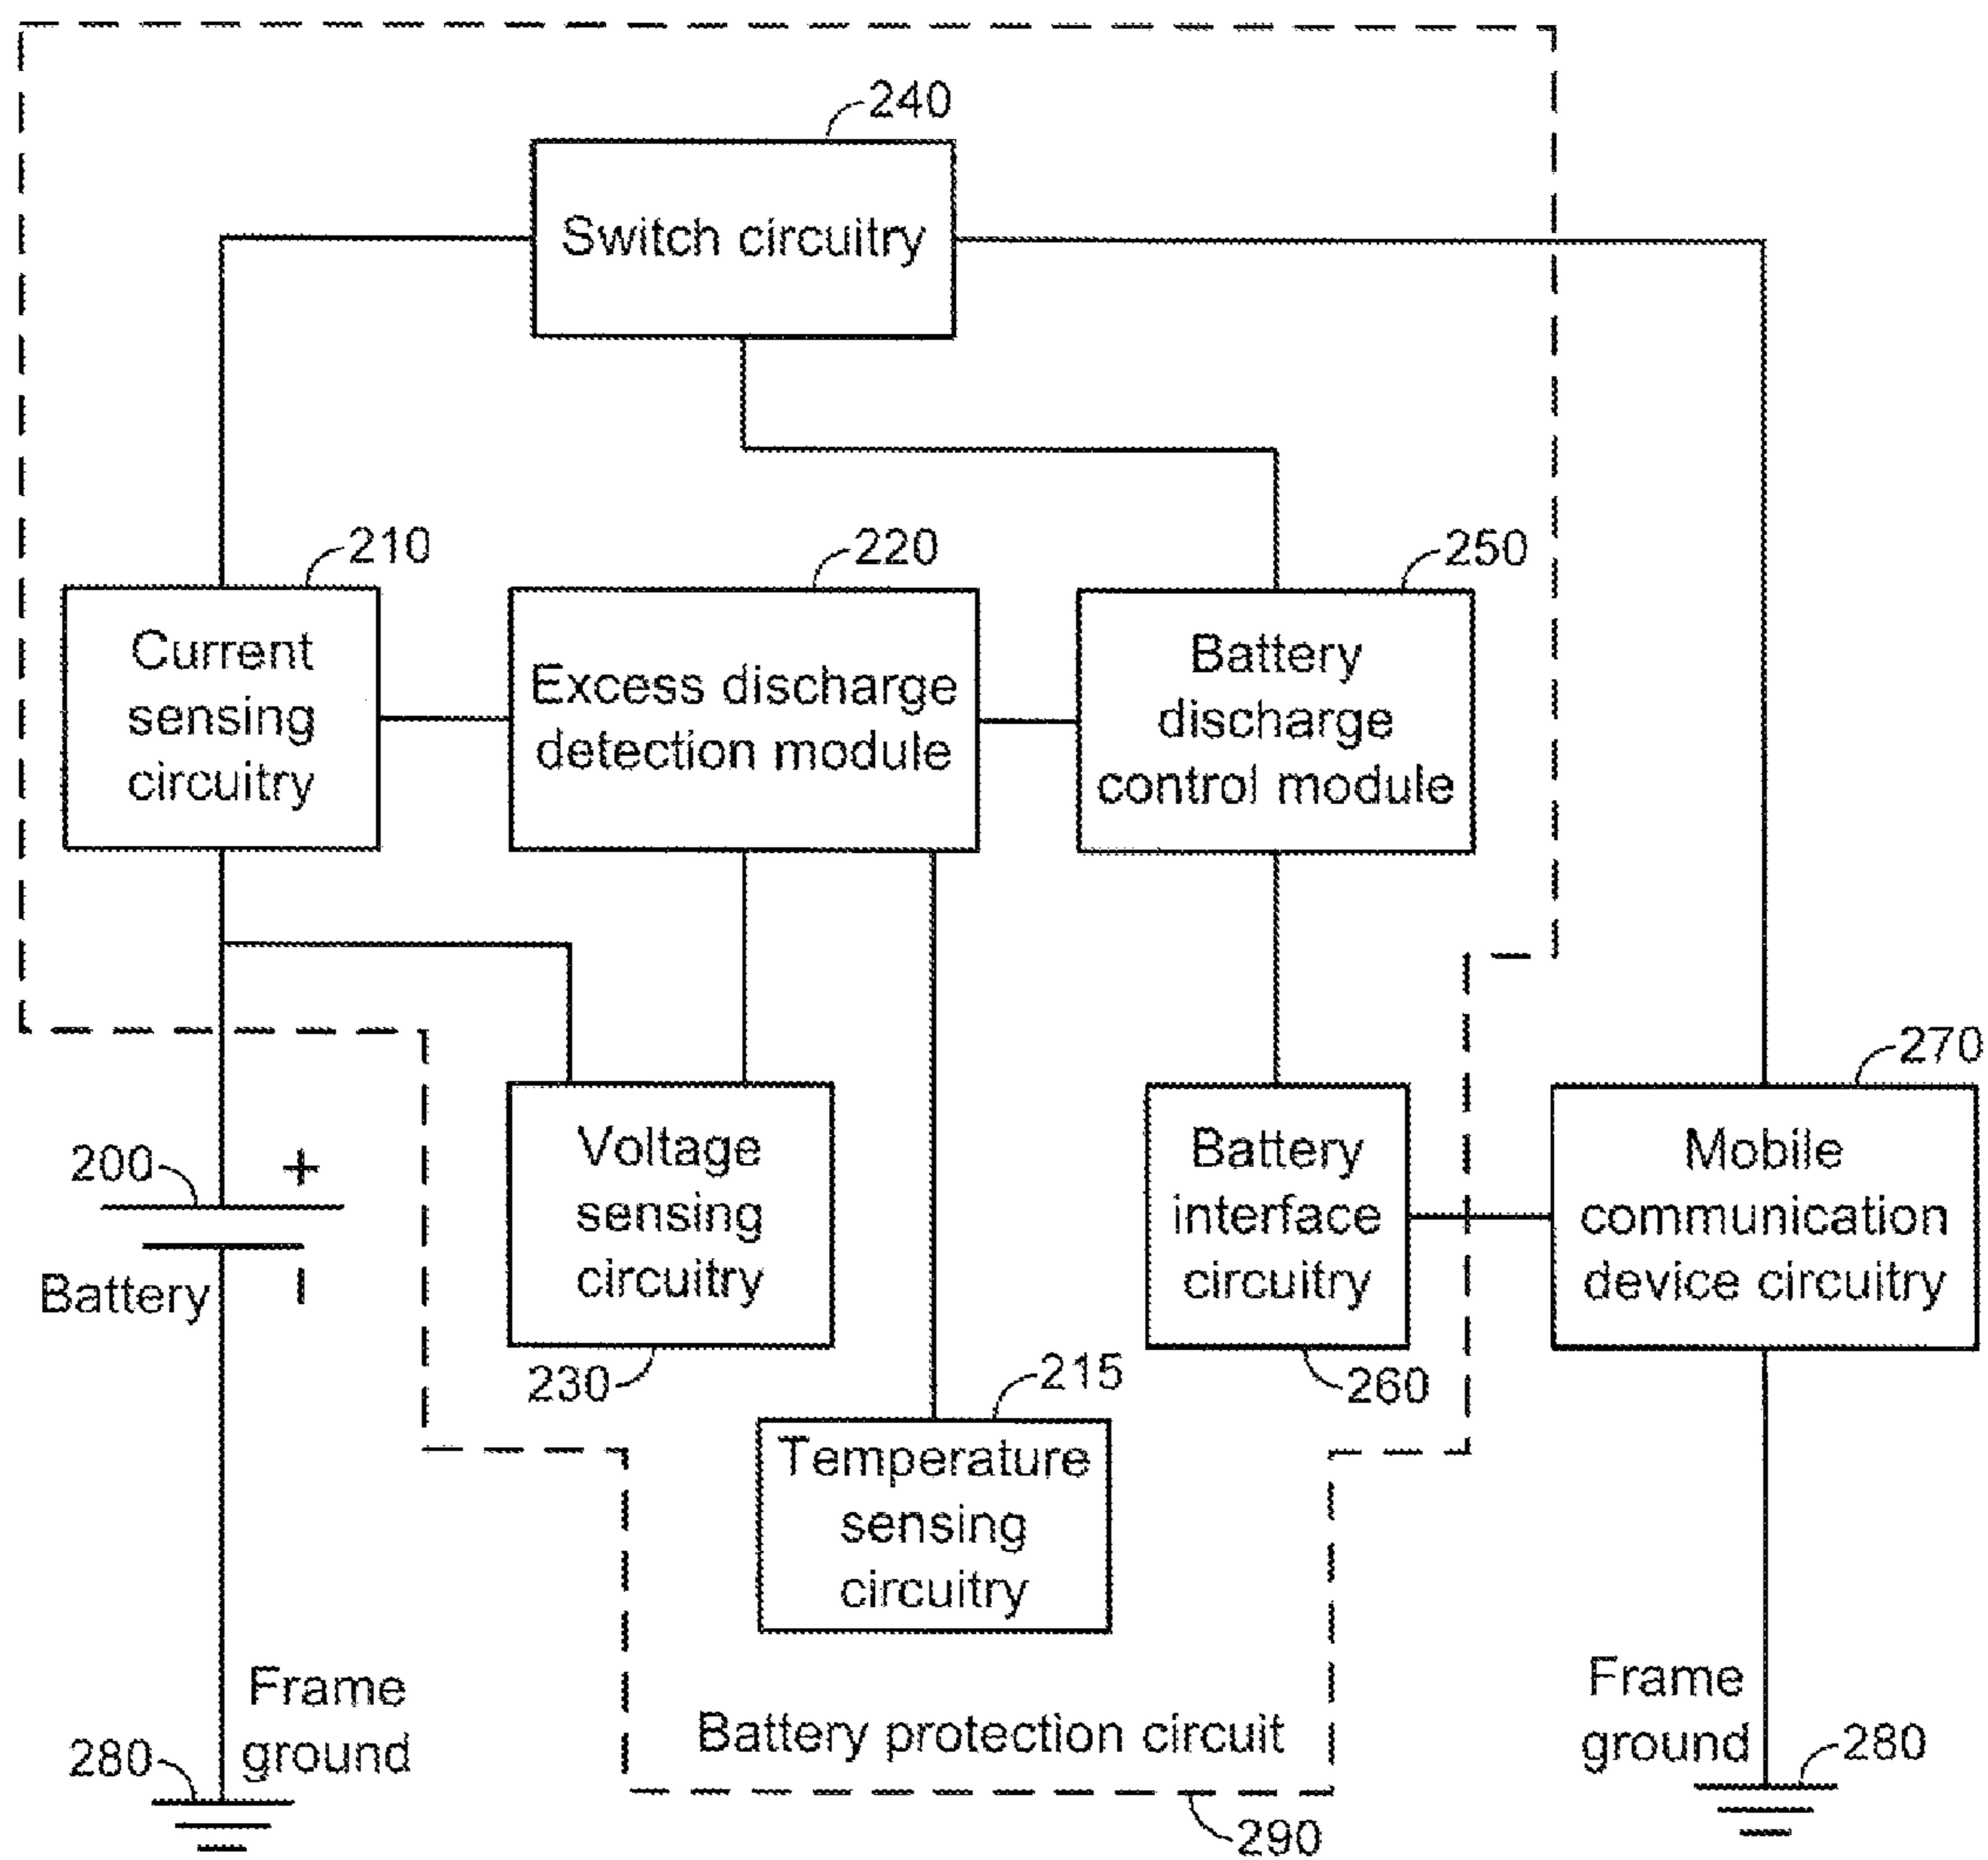 240
Switch circuitry
210
220
250
Current
sensing
circuitry
Excess discharge
detection module
Battery
discharge
control module
270
200
+
Battery
Voltage
sensing
circuitry
230
Battery
interface
circuitry
260
Mobile
communication
device circuitry
215
Temperature
sensing
circuitry
Frame
ground
280
Battery protection circuit
290
Frame
ground
280